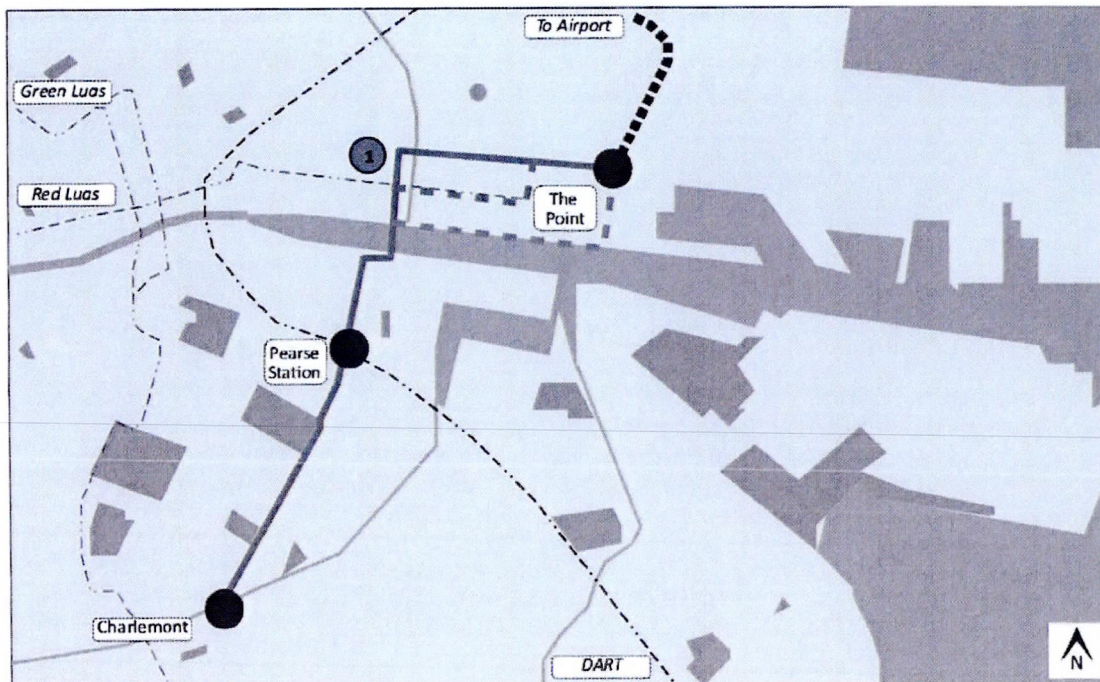 To Airport
Green Luas
1
Red Luas
The
Point
Pearse
Station
Charlemont
DART
N